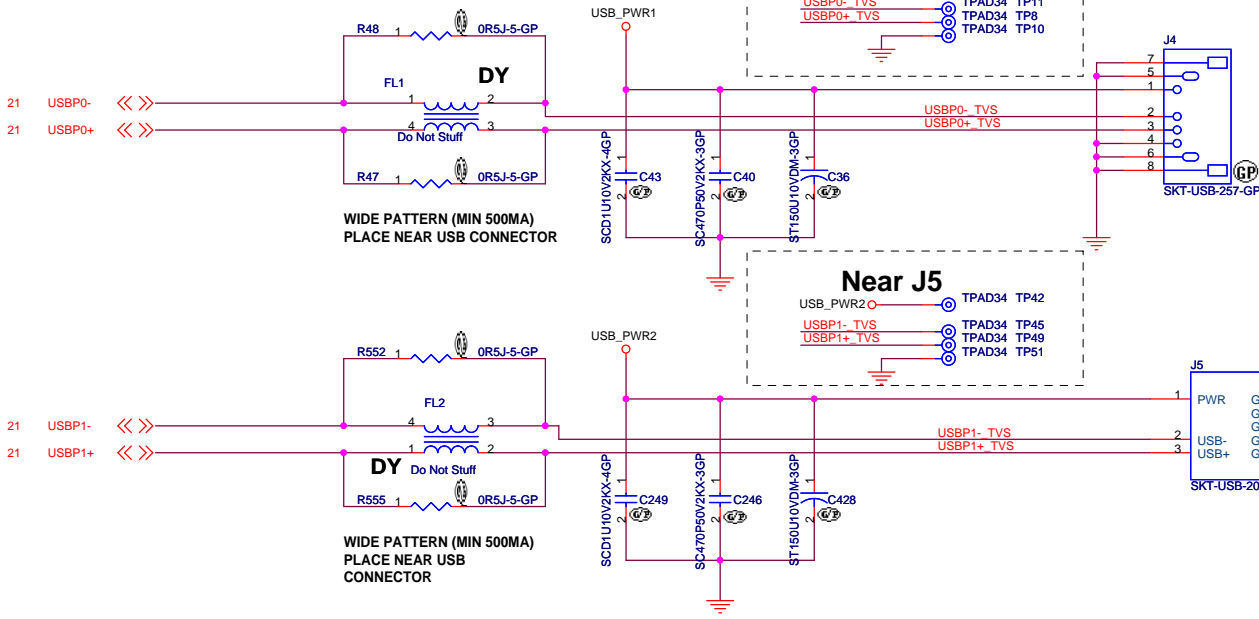 USBP0-_TVS TPAD34 TP11
USBP0+_TVS TPAD34 TP8
TPAD34 TP10
USB_PWR1
R48 1 0R5J-5-GP
J4
FL1 DY
7
5
1
21 USBP0- 1 2
USBP0-_TVS 2
21 USBP0+ 4 3
USBP0+_TVS 3
Do Not Stuff
4
6
8
GP
SKT-USB-257-GP
R47 1 0R5J-5-GP
SCD1U10V2KX-4GP 1 2 C43 G/P
SC470P50V2KX-3GP 1 2 C40 G/P
ST150U10VDM-3GP 1 2 C36 G/P
WIDE PATTERN (MIN 500MA)
PLACE NEAR USB CONNECTOR
Near J5
USB_PWR2 TPAD34 TP42
USBP1-_TVS TPAD34 TP45
USBP1+_TVS TPAD34 TP49
TPAD34 TP51
USB_PWR2
R552 1 0R5J-5-GP
J5
FL2
1 PWR G
G
G
21 USBP1- 4 3
USBP1-_TVS 2 USB- G
21 USBP1+ 1 2
USBP1+_TVS 3 USB+ G
DY Do Not Stuff
SKT-USB-20
R555 1 0R5J-5-GP
SCD1U10V2KX-4GP 1 2 C249 G/P
SC470P50V2KX-3GP 1 2 C246 G/P
ST150U10VDM-3GP 1 2 C428 G/P
WIDE PATTERN (MIN 500MA)
PLACE NEAR USB
CONNECTOR